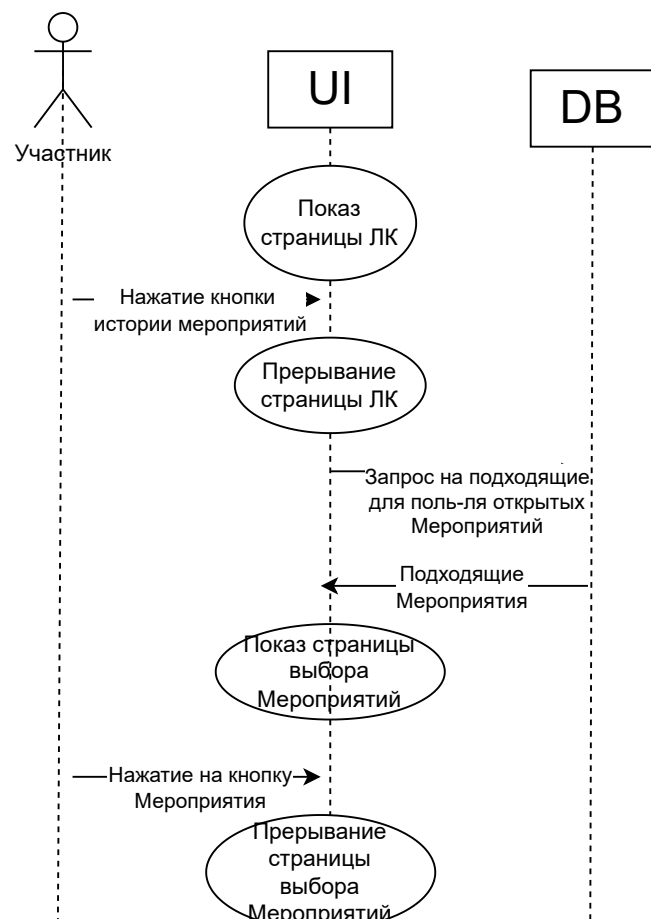 UI
DB
Участник
Показ
страницы ЛК
Нажатие кнопки
истории мероприятий
Прерывание
страницы ЛК
Запрос на подходящие
для поль-ля открытых
Мероприятий
Подходящие
Мероприятия
Показ страницы
выбора
Мероприятий
Нажатие на кнопку
Мероприятия
Прерывание
страницы
выбора
Мероприятий